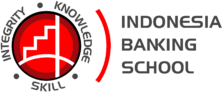 INTEGRITY • KNOWLEDGE • SKILL •
INDONESIA
BANKING
SCHOOL